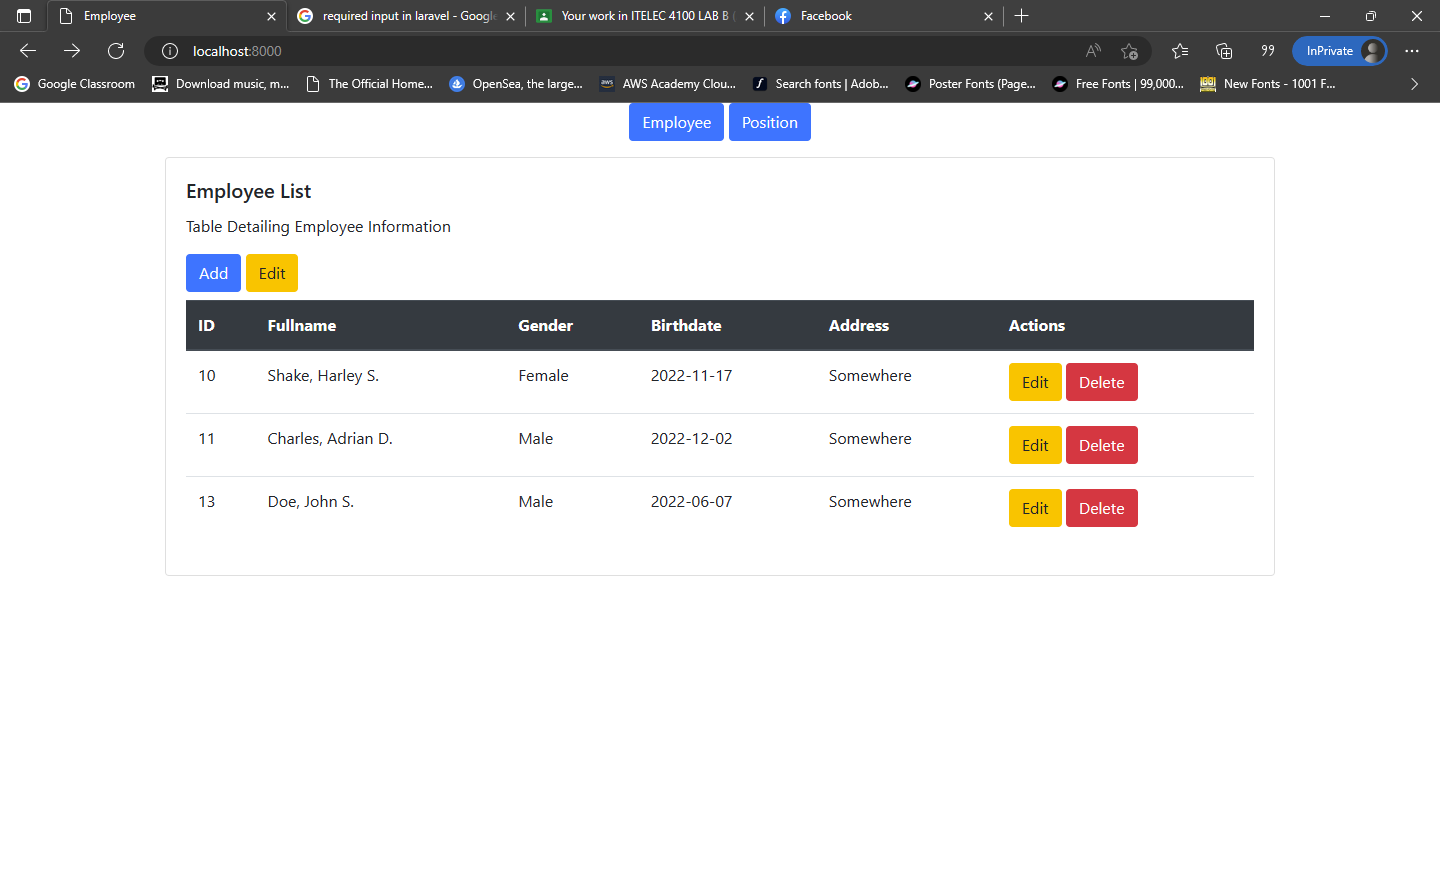 Employee
required input in laravel - Google
Your work in ITELEC 4100 LAB B (
Facebook
localhost:8000
InPrivate
Google Classroom
Download music, m...
The Official Home...
OpenSea, the large...
aws
AWS Academy Clou...
Search fonts | Adob...
Poster Fonts (Page...
Free Fonts | 99,000...
New Fonts - 1001 F...
Employee Position
Employee List
Table Detailing Employee Information
Add Edit
ID Fullname Gender Birthdate Address Actions
10 Shake, Harley S. Female 2022-11-17 Somewhere Edit Delete
11 Charles, Adrian D. Male 2022-12-02 Somewhere Edit Delete
13 Doe, John S. Male 2022-06-07 Somewhere Edit Delete